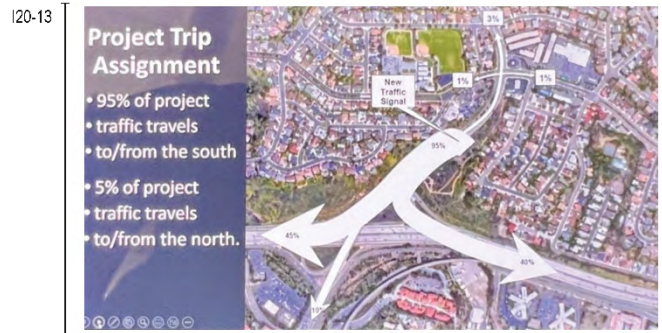 I20-13
Project Trip
Assignment
• 95% of project
• traffic travels
• to/from the south
• 5% of project
• traffic travels
• to/from the north.
3%
1%
1%
New
Traffic
Signal
95%
45%
40%
10%